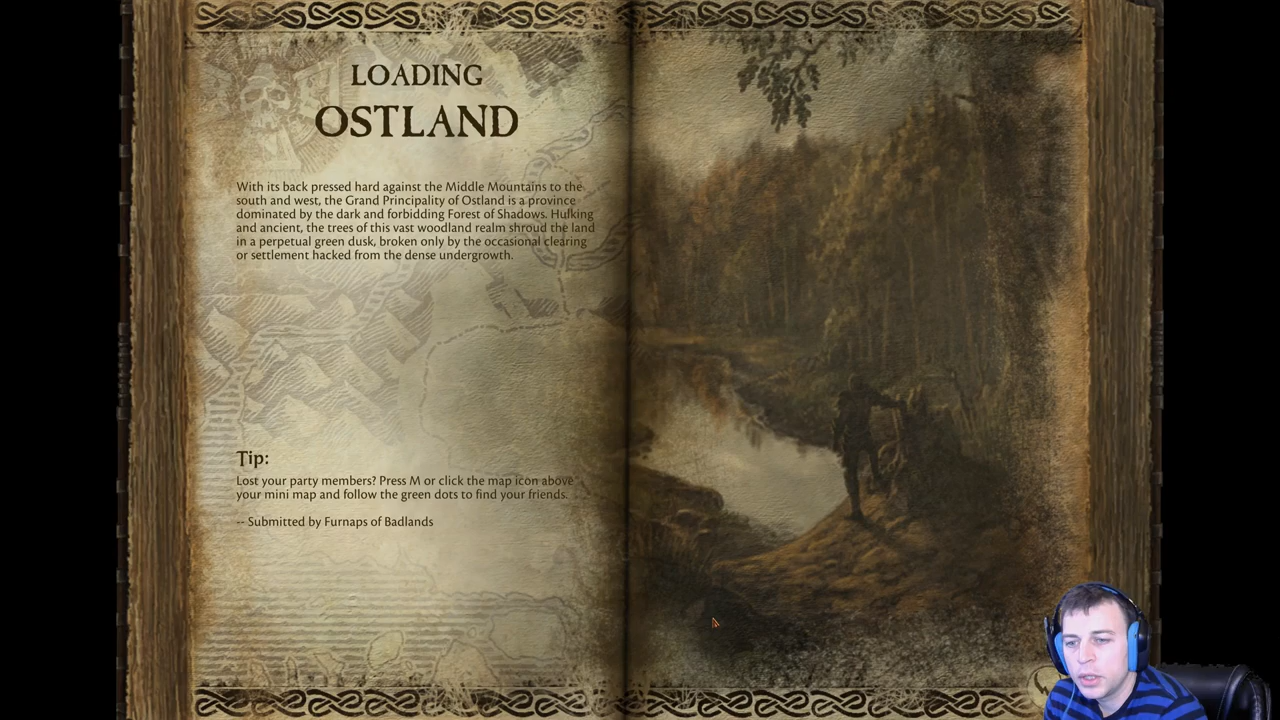 LOADING
OSTLAND
With its back pressed hard against the Middle Mountains to the
south and west, the Grand Principality of Ostland is a province
dominated by the dark and forbidding Forest of Shadows. Hulking
and ancient, the trees of this vast woodland realm shroud the land
in a perpetual green dusk, broken only by the occasional clearing
or settlement hacked from the dense undergrowth.
Tip:
Lost your party members? Press M or click the map icon above
your mini map and follow the green dots to find your friends.
-- Submitted by Furnaps of Badlands